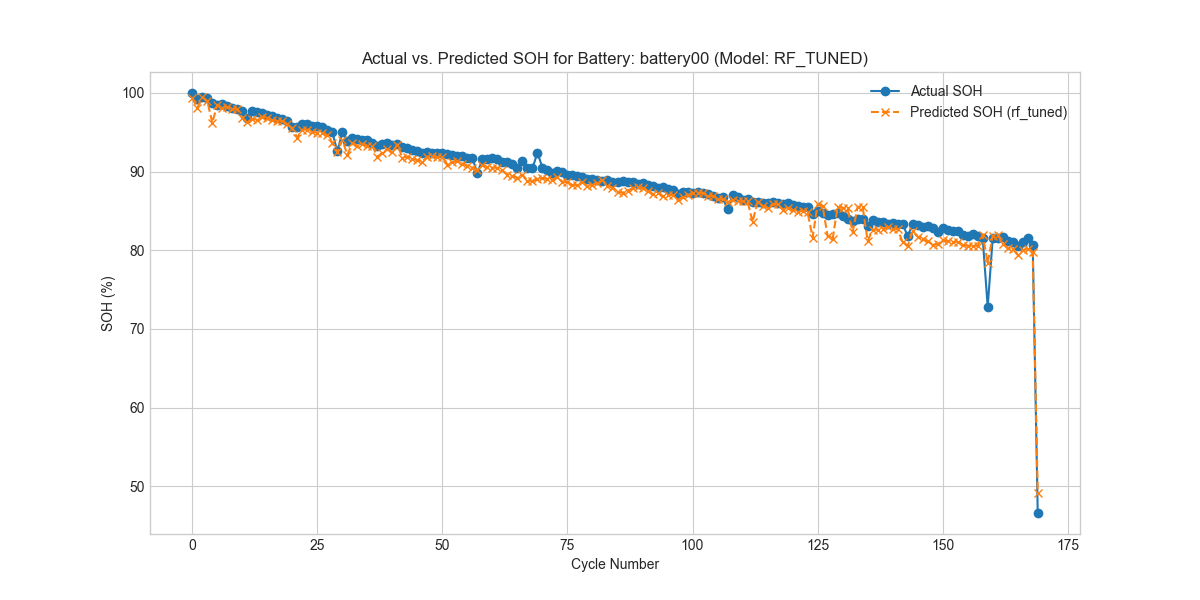 Actual vs. Predicted SOH for Battery: battery00 (Model: RF_TUNED)
Actual SOH
Predicted SOH (rf_tuned)
SOH (%)
100
90
80
70
60
50
0 25 50 75 100 125 150 175
Cycle Number